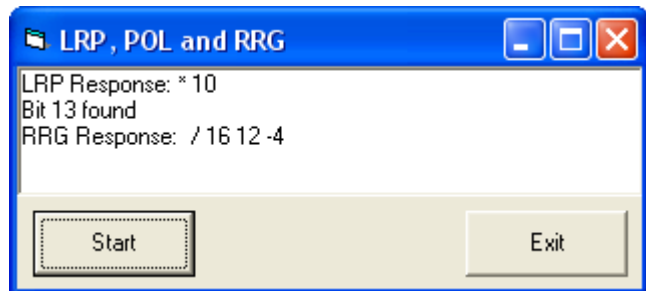 LRP, POL and RRG
LRP Response: * 10
Bit 13 found
RRG Response: / 16 12 -4
Start
Exit